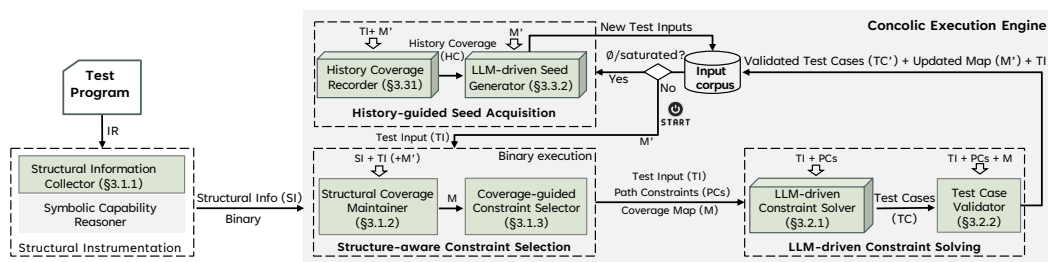 Concolic Execution Engine
TI+ M’
M’
New Test Inputs
History Coverage
(HC)
Ø/saturated?
History Coverage
Recorder (§3.31)
LLM-driven Seed
Generator (§3.3.2)
Yes
No
Input
corpus
Validated Test Cases (TC’) + Updated Map (M’) + TI
History-guided Seed Acquisition
START
Test
Program
IR
Test Input (TI)
M’
Structural Information
Collector (§3.1.1)
Symbolic Capability
Reasoner
Structural Instrumentation
Structural Info (SI)
Binary
SI + TI (+M’)
Binary execution
Structural Coverage
Maintainer
(§3.1.2)
M
Coverage-guided
Constraint Selector
(§3.1.3)
Structure-aware Constraint Selection
Test Input (TI)
Path Constraints (PCs)
Coverage Map (M)
TI + PCs
TI + PCs + M
LLM-driven
Constraint Solver
(§3.2.1)
Test Cases
(TC)
Test Case
Validator
(§3.2.2)
LLM-driven Constraint Solving